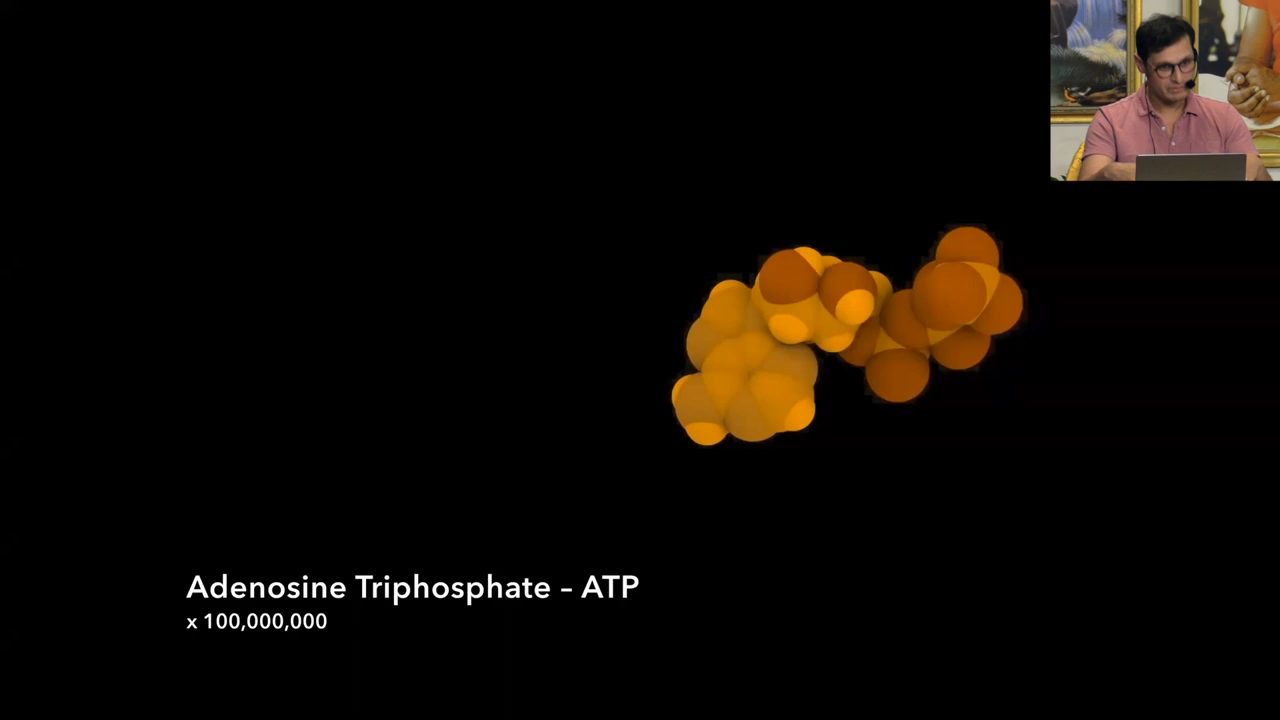 Adenosine Triphosphate – ATP
x 100,000,000